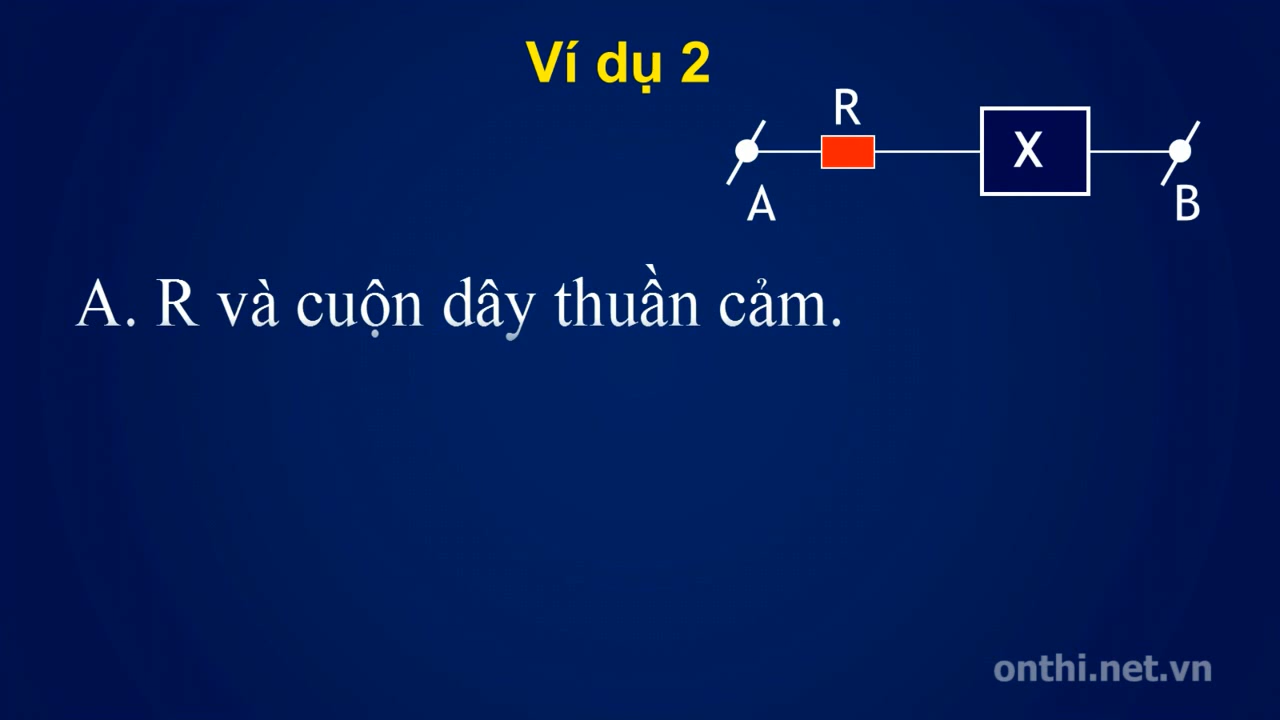 Ví dụ 2
R
X
A
B
A. R và cuộn dây thuần cảm.
onthi.net.vn